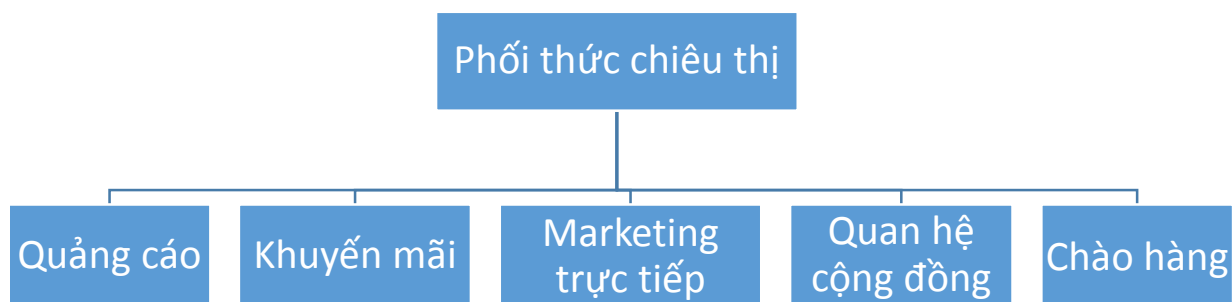 Phối thức chiêu thị
Quảng cáo
Khuyến mãi
Marketing
trực tiếp
Quan hệ
cộng đồng
Chào hàng